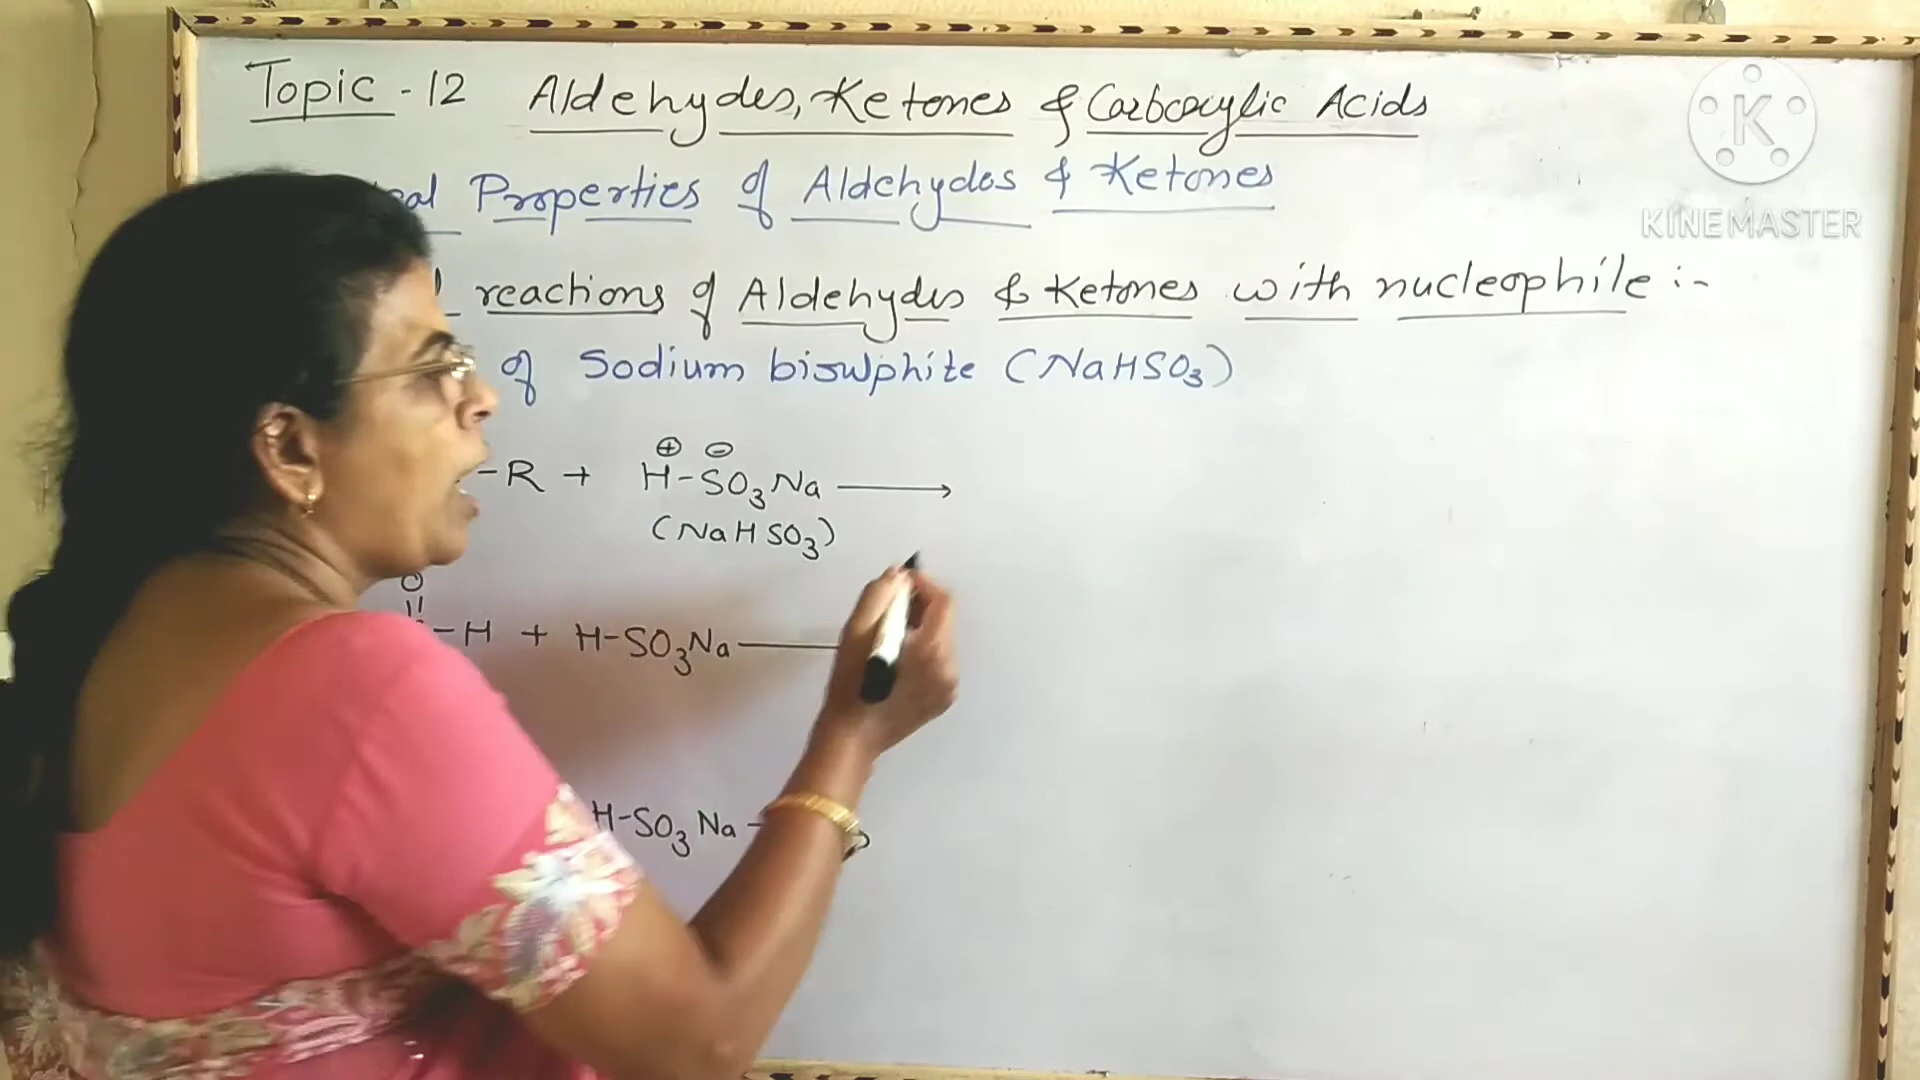 Topic - 12 Aldehydes, Ketones & Carboxylic Acids
Properties of Aldehydes & Ketones
reactions of Aldehydes & Ketones with nucleophile :-
of Sodium bisulphite (NaHSO3)
⊕ ⊖
-R + H-SO3Na ⟶
(NaHSO3)
O
-H + H-SO3Na ⟶
H-SO3Na
K
KINEMASTER